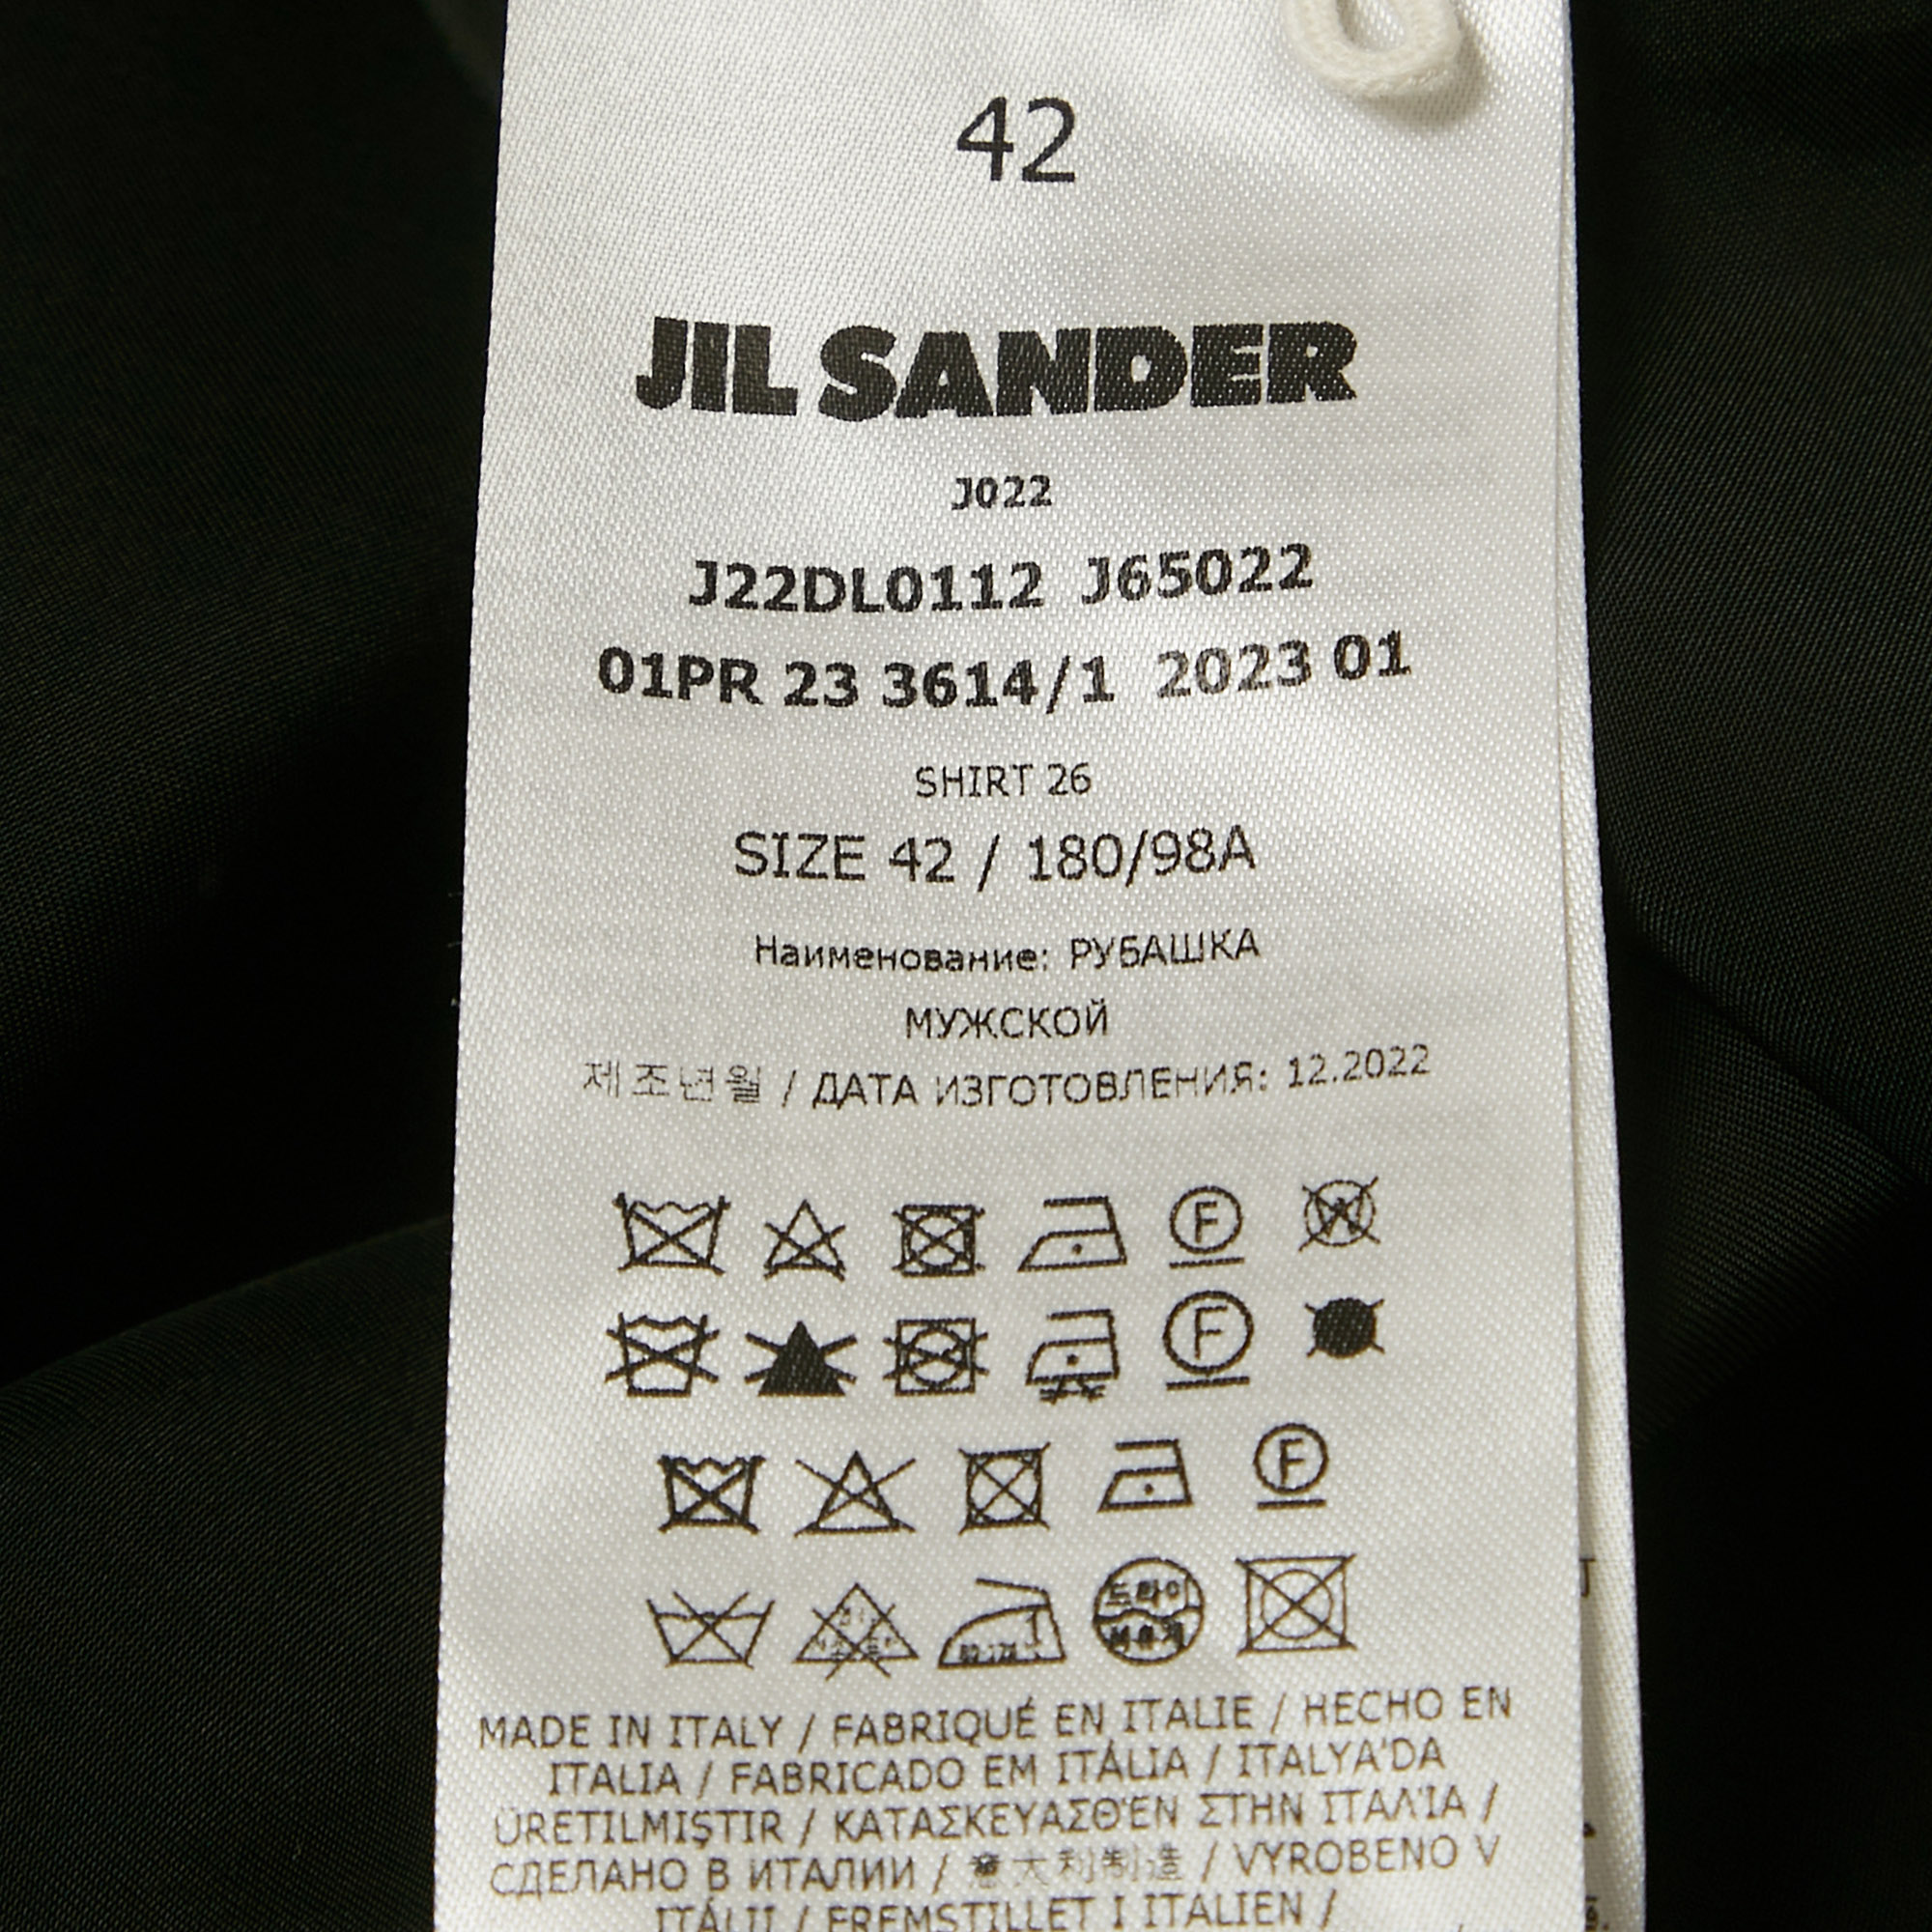 42
JIL SANDER
J022
J22DL0112 J65022
01PR 23 3614/1 2023 01
SHIRT 26
SIZE 42 / 180/98A
Наименование: РУБАШКА
МУЖСКОЙ
제조년월 / ДАТА ИЗГОТОВЛЕНИЯ: 12.2022
F W
F
F
드라이
MADE IN ITALY / FABRIQUÉ EN ITALIE / HECHO EN
ITALIA / FABRICADO EM ITÁLIA / ITALYA'DA
ÜRETILMIŞTIR / ΚΑΤΑΣΚΕΥΑΣΘΈΝ ΣΤΗΝ ΙΤΑΛΊΑ /
СДЕЛАНО В ИТАЛИИ / 意大利制造 / VYROBENO V
ITÁLII / FREMSTILLET I ITALIEN /